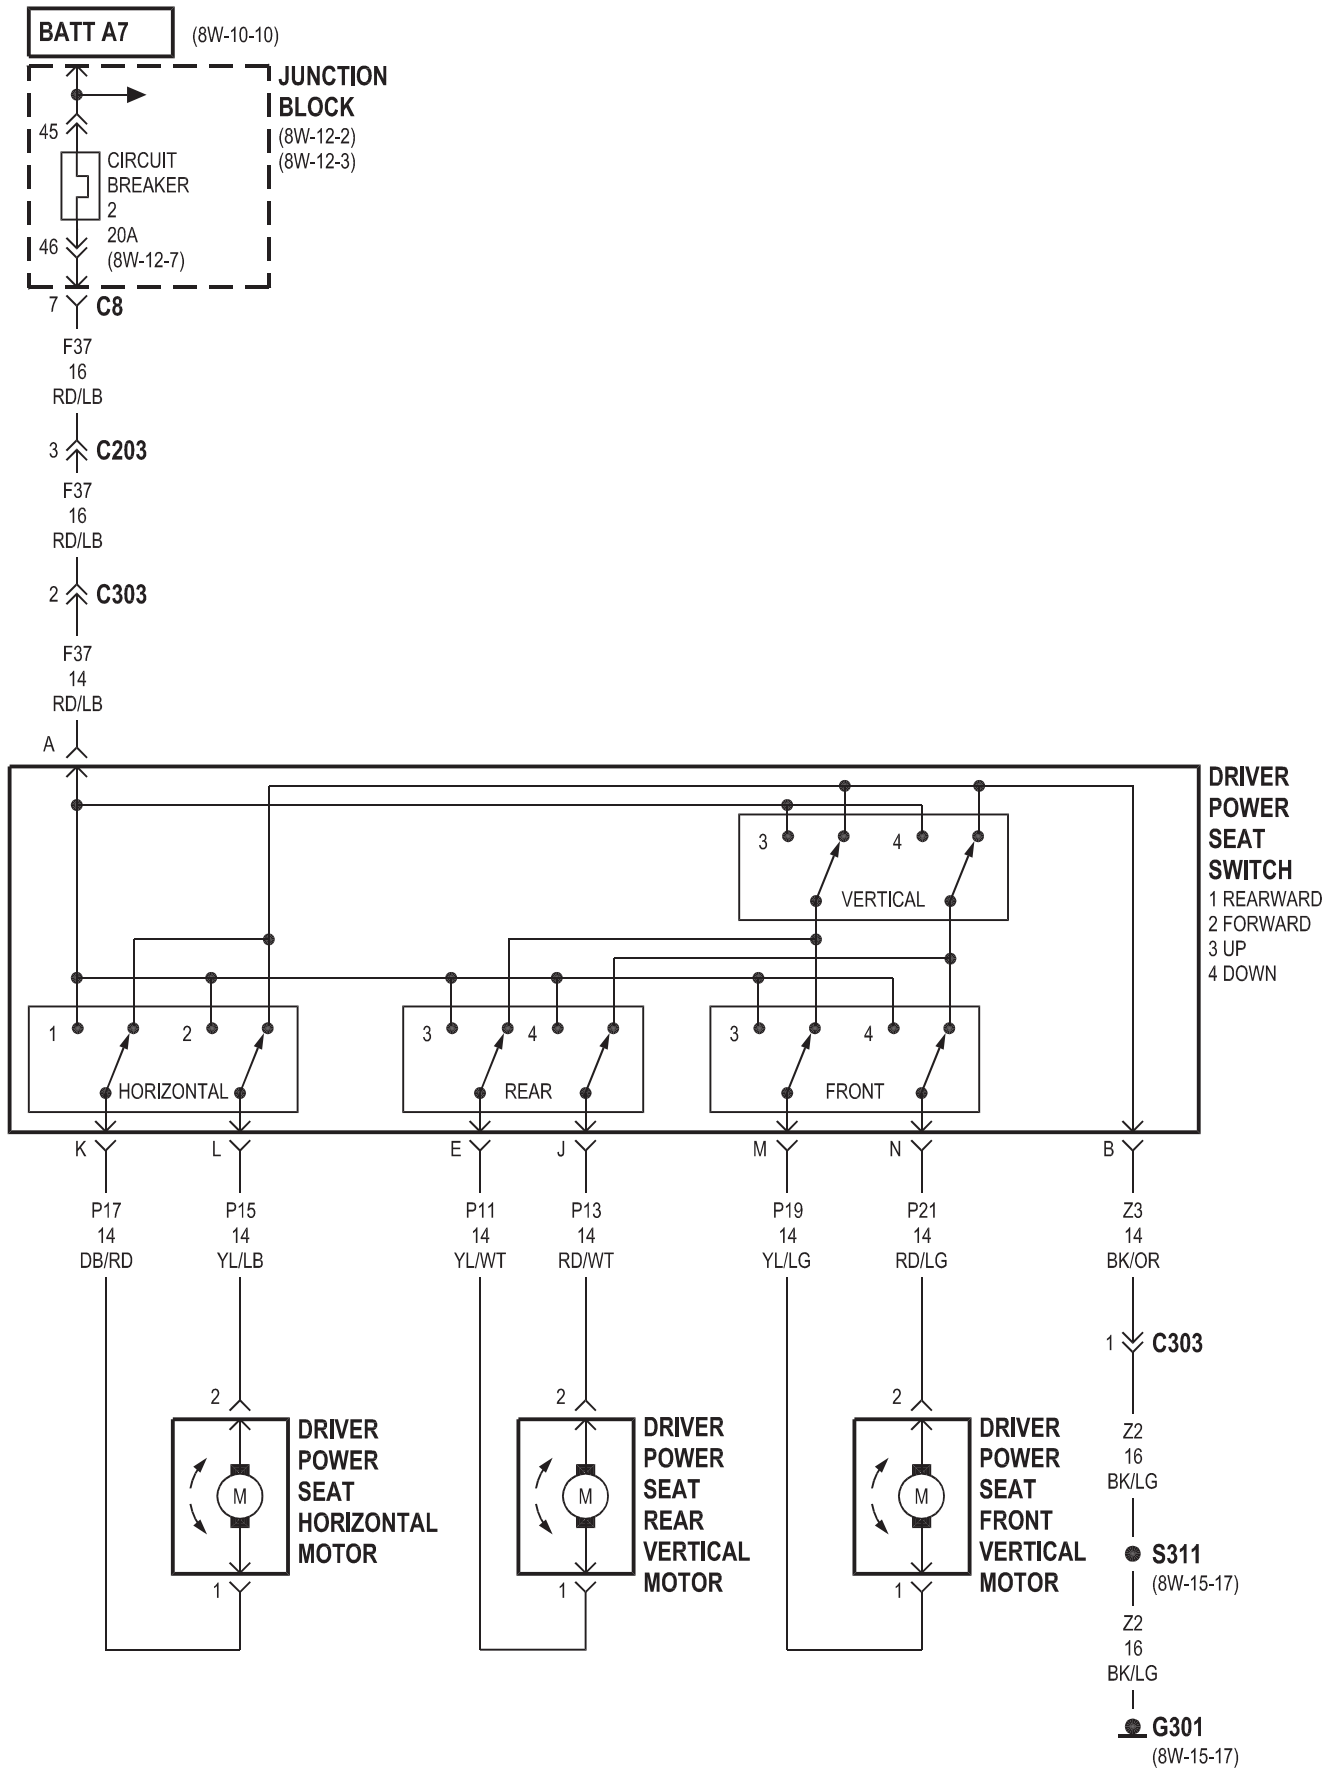 BATT A7 (8W-10-10)
JUNCTION
BLOCK
(8W-12-2)
(8W-12-3)
45
CIRCUIT
BREAKER
2
20A
(8W-12-7)
46
7 C8
F37
16
RD/LB
3 C203
F37
16
RD/LB
2 C303
F37
14
RD/LB
A
DRIVER
POWER
SEAT
SWITCH
1 REARWARD
2 FORWARD
3 UP
4 DOWN
3 4
VERTICAL
1 2
HORIZONTAL
3 4
REAR
3 4
FRONT
K L E J M N B
P17 P15 P11 P13 P19 P21 Z3
14 14 14 14 14 14 14
DB/RD YL/LB YL/WT RD/WT YL/LG RD/LG BK/OR
1 C303
2
DRIVER
POWER
SEAT
HORIZONTAL
MOTOR
M
1
2
DRIVER
POWER
SEAT
REAR
VERTICAL
MOTOR
M
1
2
DRIVER
POWER
SEAT
FRONT
VERTICAL
MOTOR
M
1
Z2
16
BK/LG
S311
(8W-15-17)
Z2
16
BK/LG
G301
(8W-15-17)